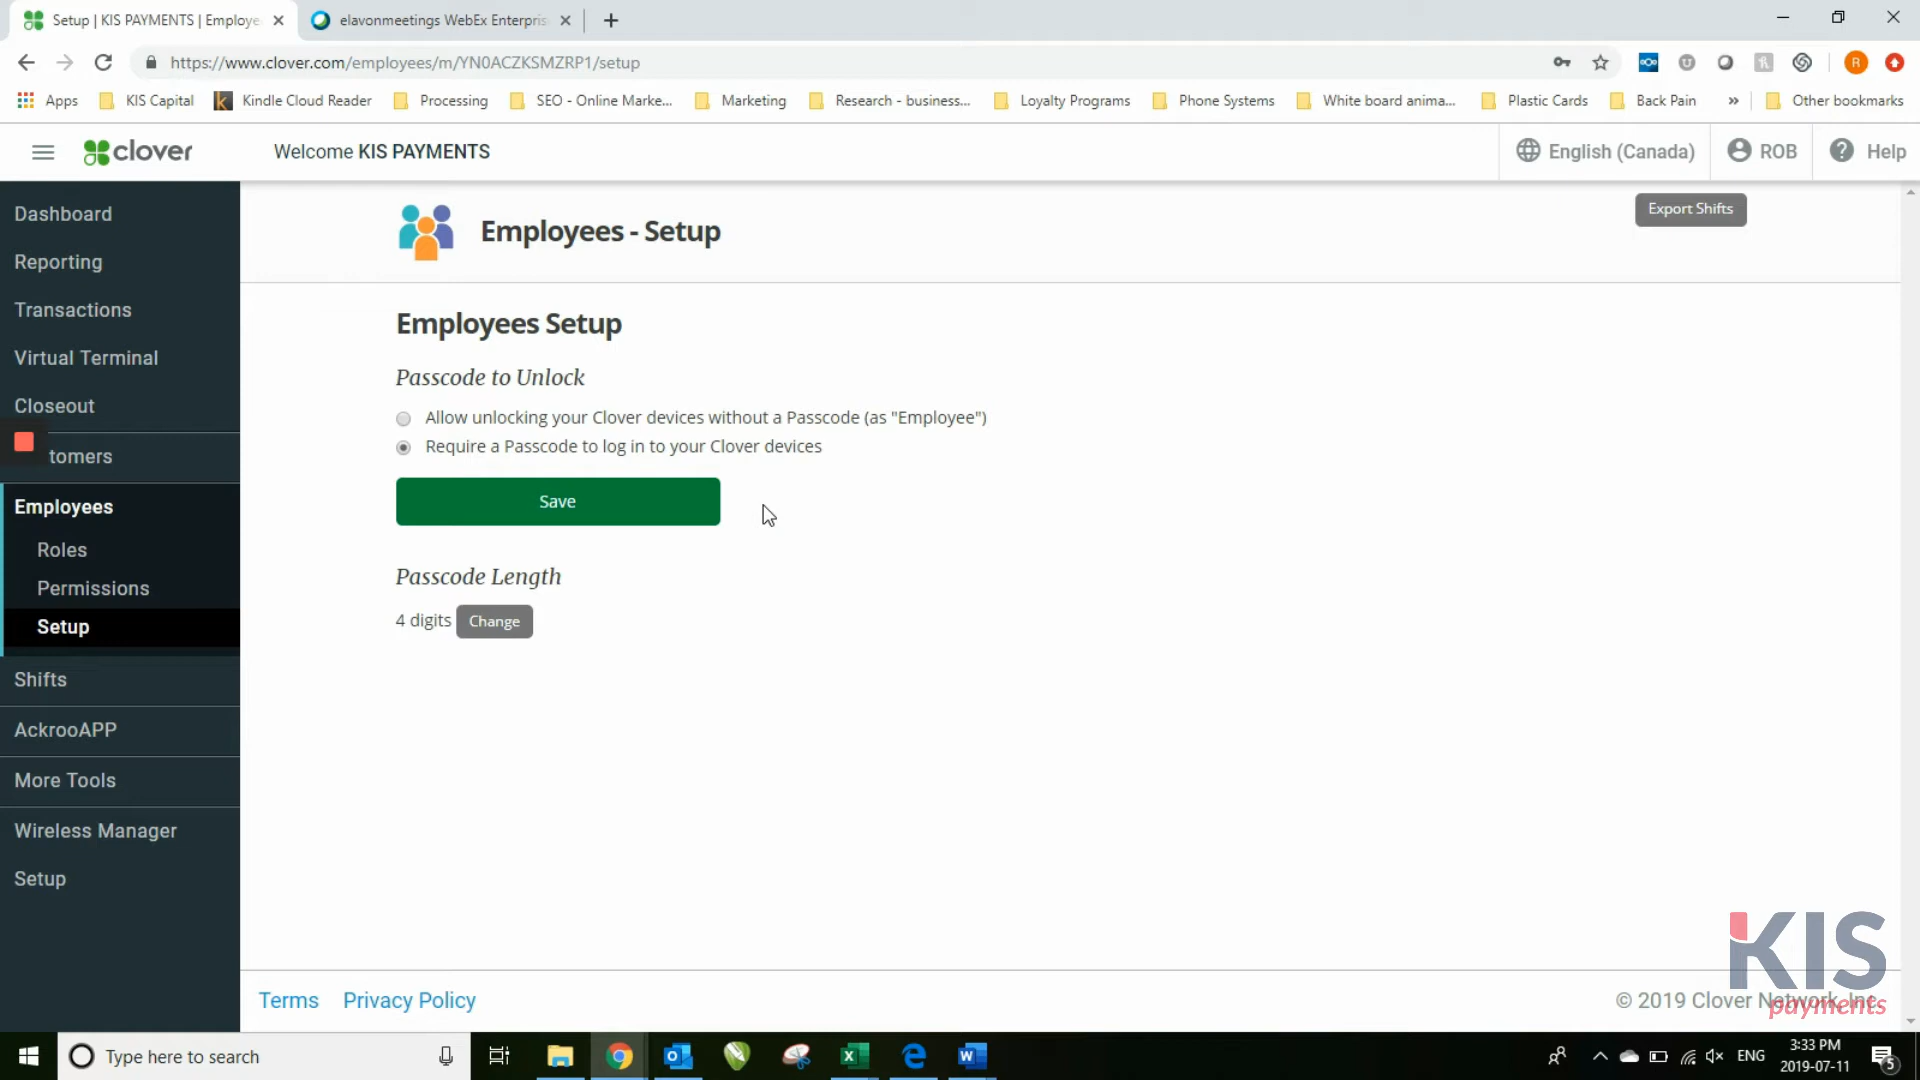 Setup | KIS PAYMENTS | Employe
elavonmeetings WebEx Enterpris
https://www.clover.com/employees/m/YN0ACZKSMZRP1/setup
R
Apps
KIS Capital
Kindle Cloud Reader
Processing
SEO - Online Marke...
Marketing
Research - business...
Loyalty Programs
Phone Systems
White board anima...
Plastic Cards
Back Pain
»
Other bookmarks
clover
Welcome KIS PAYMENTS
English (Canada)
ROB
Help
Dashboard
Reporting
Transactions
Virtual Terminal
Closeout
tomers
Employees
Roles
Permissions
Setup
Shifts
AckrooAPP
More Tools
Wireless Manager
Setup
Employees - Setup
Export Shifts
Employees Setup
Passcode to Unlock
Allow unlocking your Clover devices without a Passcode (as "Employee")
Require a Passcode to log in to your Clover devices
Save
Passcode Length
4 digits Change
Terms Privacy Policy
© 2019 Clover Network, Inc.
KIS
payments
Type here to search
ENG
3:33 PM
2019-07-11
5